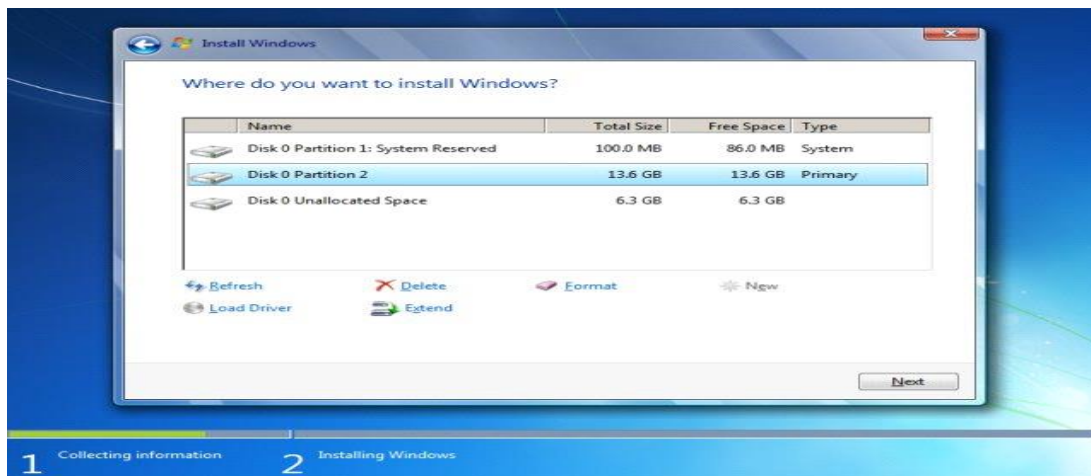 Install Windows
Where do you want to install Windows?
Name Total Size Free Space Type
Disk 0 Partition 1: System Reserved 100.0 MB 86.0 MB System
Disk 0 Partition 2 13.6 GB 13.6 GB Primary
Disk 0 Unallocated Space 6.3 GB 6.3 GB
Refresh Delete Format New
Load Driver Extend
Next
1 Collecting information 2 Installing Windows